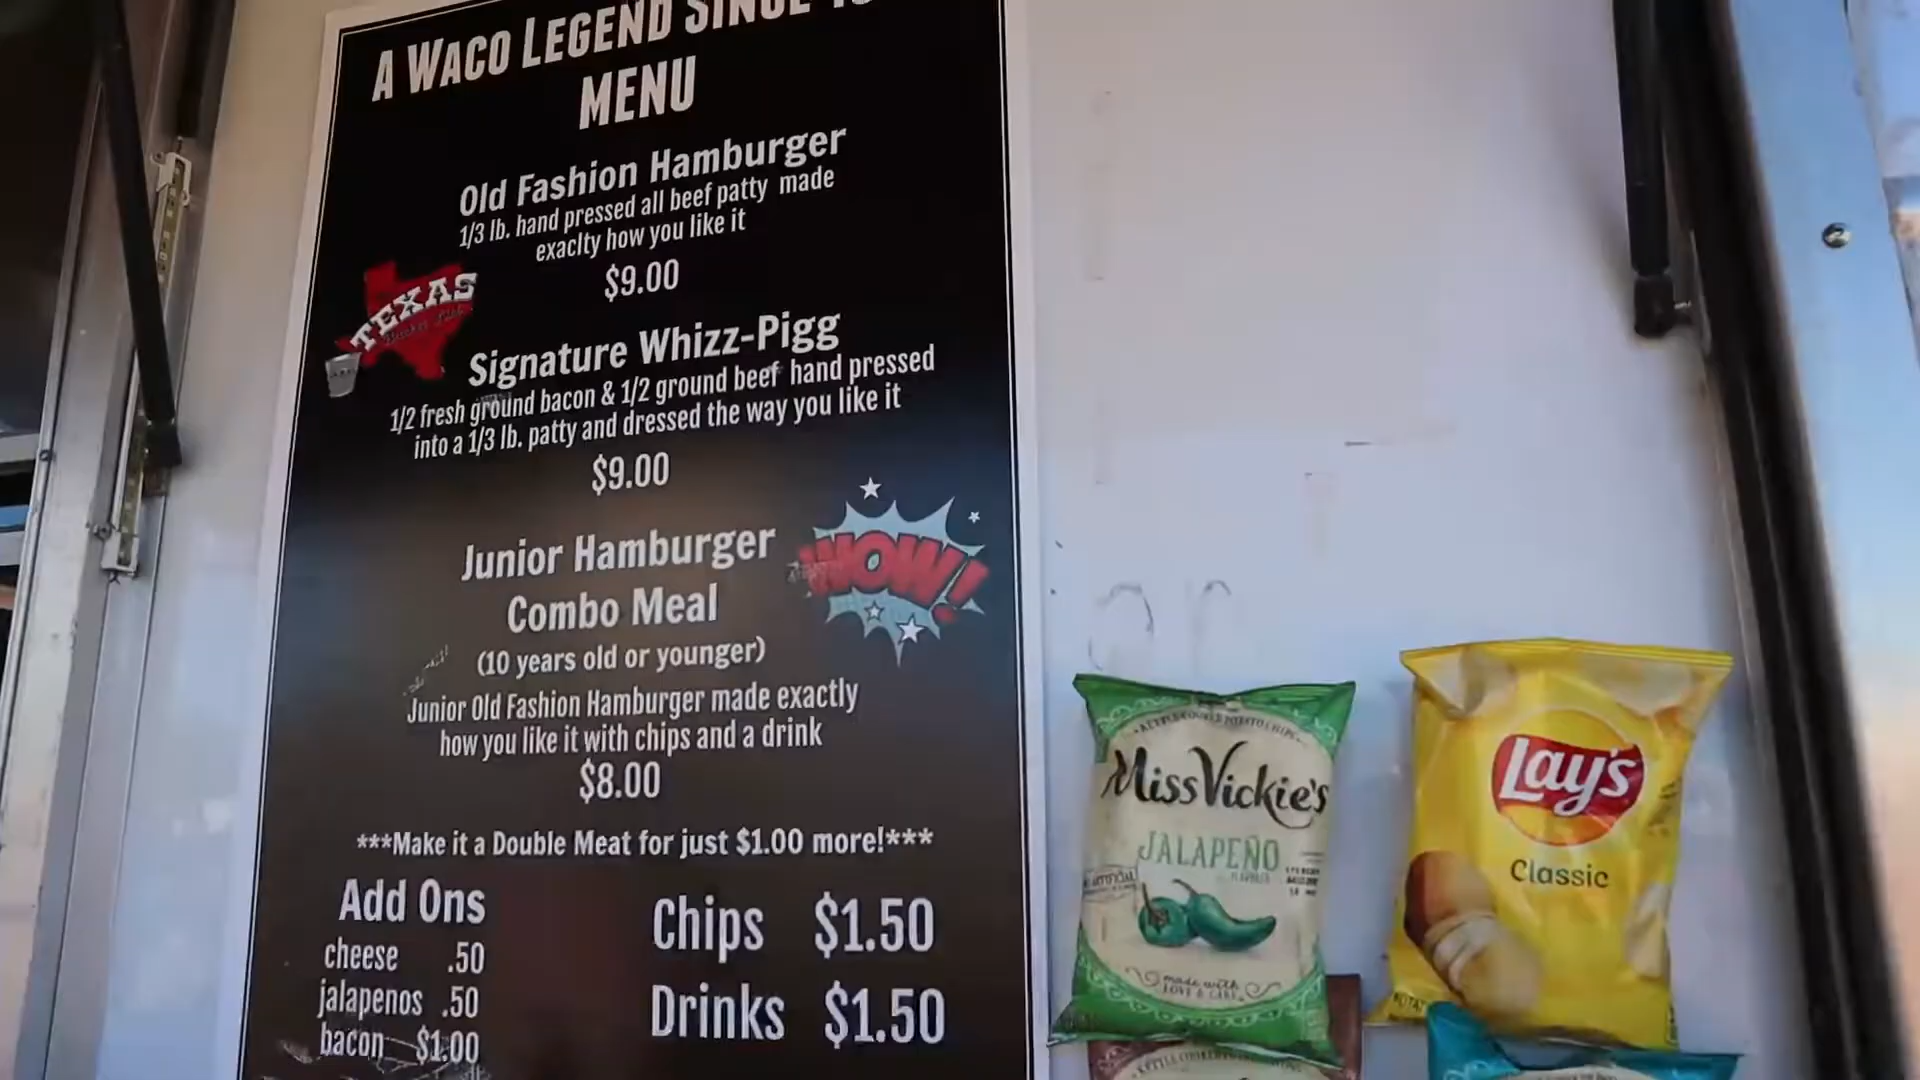 A WACO LEGEND SINCE
MENU
Old Fashion Hamburger
1/3 lb. hand pressed all beef patty made
exaclty how you like it
$9.00
TEXAS
Signature Whizz-Pigg
1/2 fresh ground bacon & 1/2 ground beef hand pressed
into a 1/3 lb. patty and dressed the way you like it
$9.00
Junior Hamburger
Combo Meal
WOW!
(10 years old or younger)
Junior Old Fashion Hamburger made exactly
how you like it with chips and a drink
$8.00
***Make it a Double Meat for just $1.00 more!***
Add Ons
cheese .50
jalapenos .50
bacon $1.00
Chips $1.50
Drinks $1.50
KETTLE COOKED POTATO CHIPS
Miss Vickie's
JALAPEÑO
made with
LOVE & CARE
Lay's
Classic